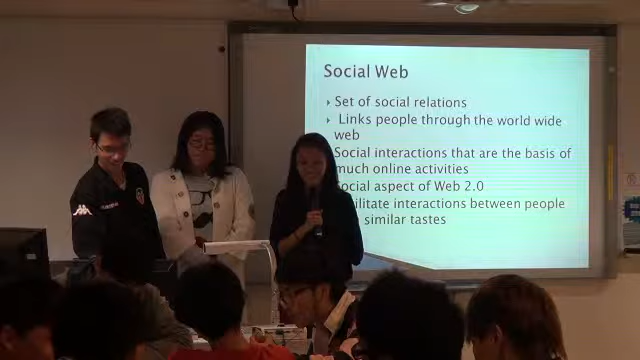 Social Web
Set of social relations
Links people through the world wide
web
Social interactions that are the basis of
much online activities
Social aspect of Web 2.0
ilitate interactions between people
similar tastes